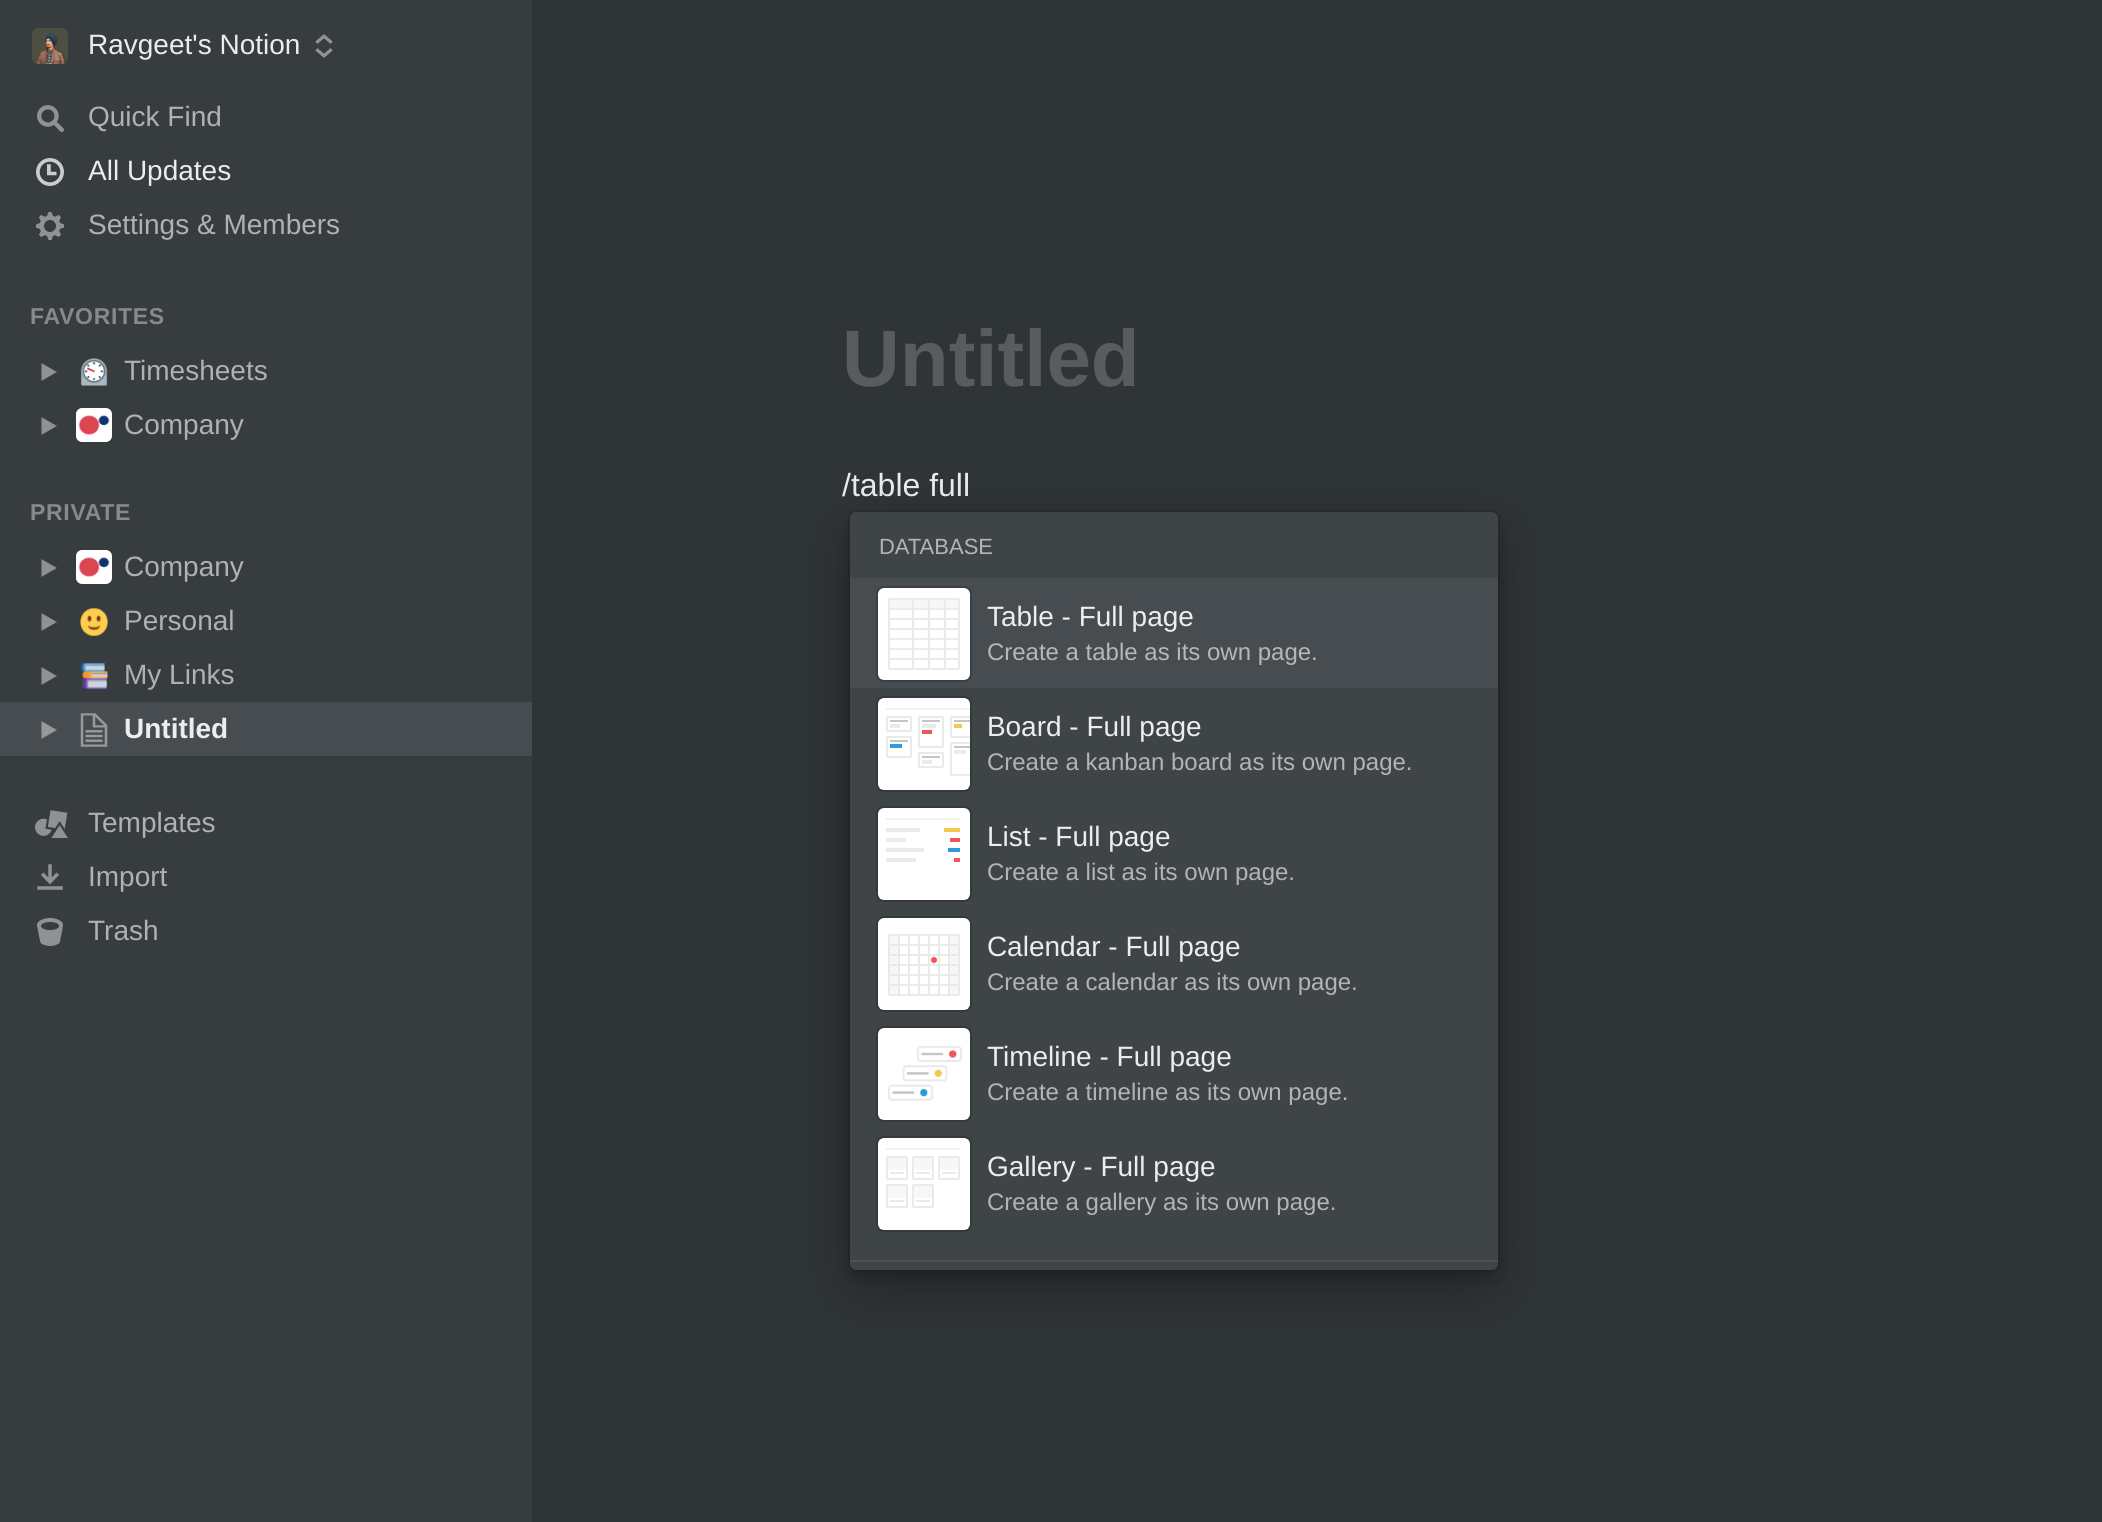 Ravgeet's Notion
Quick Find
All Updates
Settings & Members
FAVORITES
Timesheets
Company
PRIVATE
Company
Personal
My Links
Untitled
Templates
Import
Trash
Untitled
/table full
DATABASE
Table - Full page
Create a table as its own page.
Board - Full page
Create a kanban board as its own page.
List - Full page
Create a list as its own page.
Calendar - Full page
Create a calendar as its own page.
Timeline - Full page
Create a timeline as its own page.
Gallery - Full page
Create a gallery as its own page.